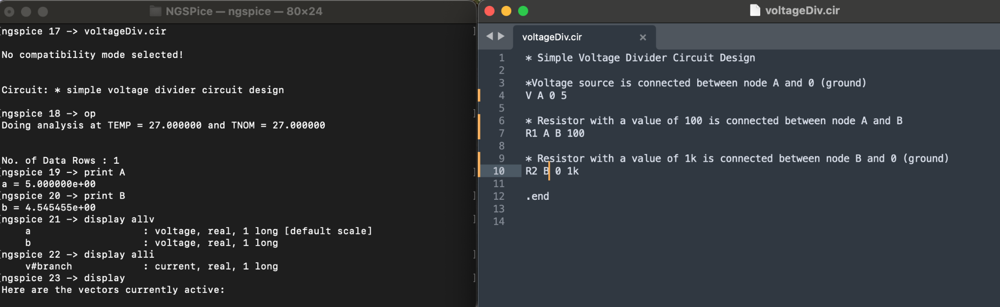 NGSPice — ngspice — 80×24
[ngspice 17 -> voltageDiv.cir ]
No compatibility mode selected!
Circuit: * simple voltage divider circuit design
[ngspice 18 -> op ]
Doing analysis at TEMP = 27.000000 and TNOM = 27.000000
No. of Data Rows : 1
[ngspice 19 -> print A ]
a = 5.000000e+00
[ngspice 20 -> print B ]
b = 4.545455e+00
[ngspice 21 -> display allv ]
a : voltage, real, 1 long [default scale]
b : voltage, real, 1 long
[ngspice 22 -> display alli ]
v#branch : current, real, 1 long
[ngspice 23 -> display ]
Here are the vectors currently active:
voltageDiv.cir
voltageDiv.cir ×
1 * Simple Voltage Divider Circuit Design
2
3 *Voltage source is connected between node A and 0 (ground)
4 V A 0 5
5
6 * Resistor with a value of 100 is connected between node A and B
7 R1 A B 100
8
9 * Resistor with a value of 1k is connected between node B and 0 (ground)
10 R2 B 0 1k
11
12 .end
13
14